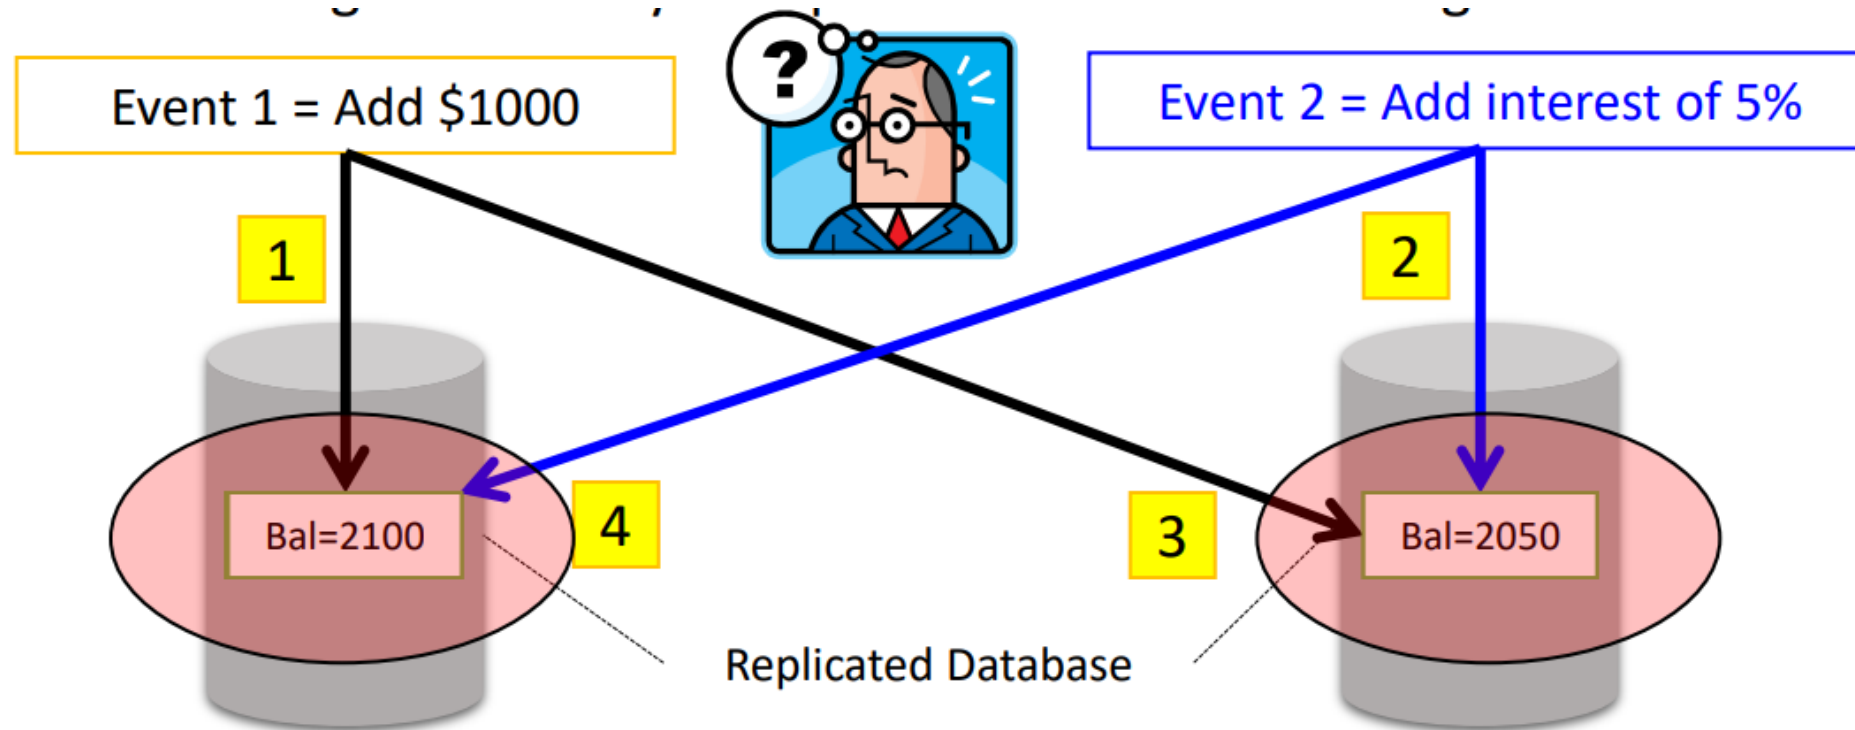 Event 1 = Add $1000
?
Event 2 = Add interest of 5%
1
2
4
3
Bal=2100
Bal=2050
Replicated Database